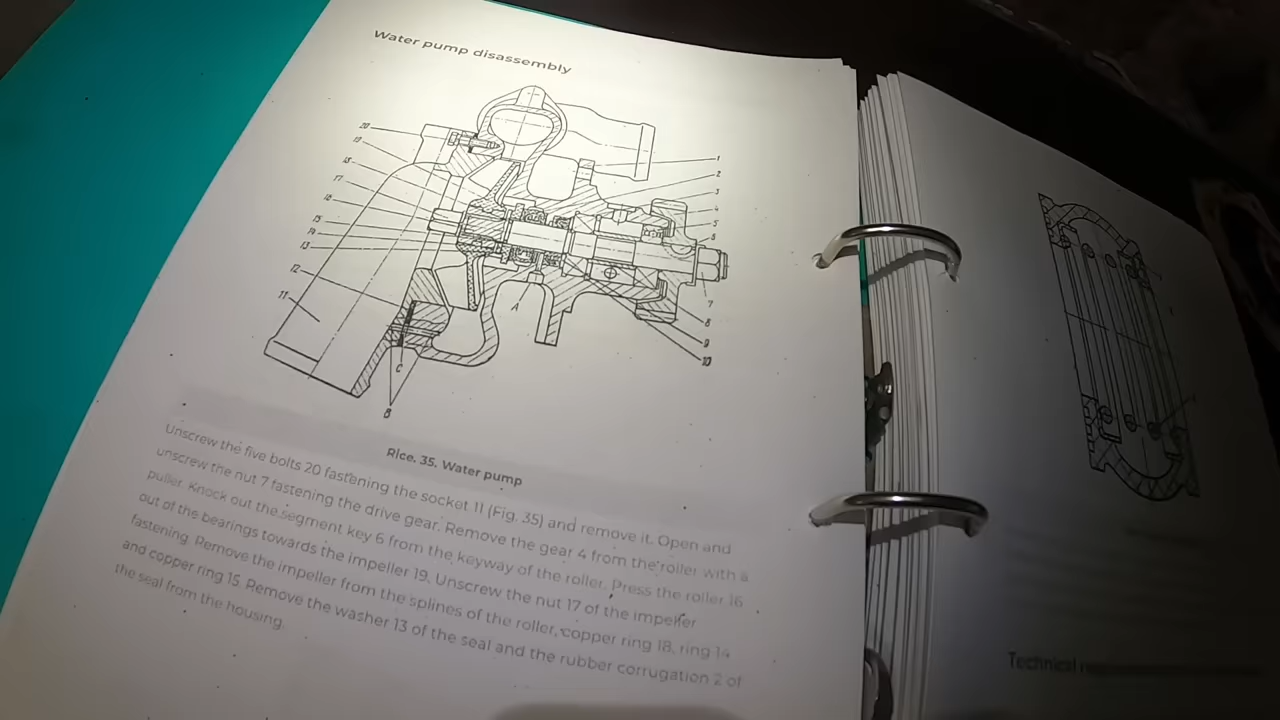 Water pump disassembly
20
19
18
17
16
15
14
13
12
11
1
2
3
4
5
6
7
8
9
10
A
C
B
Rice. 35. Water pump
Unscrew the five bolts 20 fastening the socket 11 (Fig. 35) and remove it. Open and
unscrew the nut 7 fastening the drive gear. Remove the gear 4 from the roller with a
puller. Knock out the segment key 6 from the keyway of the roller. Press the roller 16
out of the bearings towards the impeller 19. Unscrew the nut 17 of the impeller
fastening. Remove the impeller from the splines of the roller, copper ring 18, ring 14
and copper ring 15. Remove the washer 13 of the seal and the rubber corrugation 2 of
the seal from the housing.
Technical